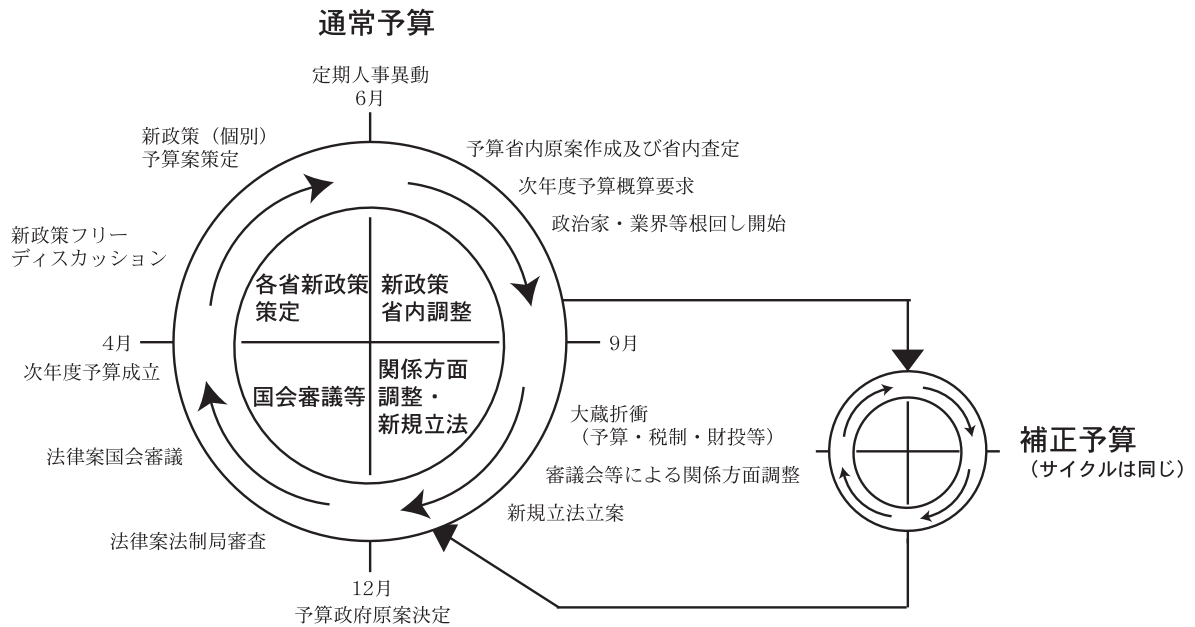 通常予算
定期人事異動
6月
新政策（個別）
予算案策定
予算省内原案作成及び省内査定
次年度予算概算要求
政治家・業界等根回し開始
新政策フリー
ディスカッション
各省新政策
策定
新政策
省内調整
4月
次年度予算成立
9月
国会審議等
関係方面
調整・
新規立法
大蔵折衝
（予算・税制・財投等）
審議会等による関係方面調整
新規立法立案
法律案国会審議
法律案法制局審査
12月
予算政府原案決定
補正予算
（サイクルは同じ）